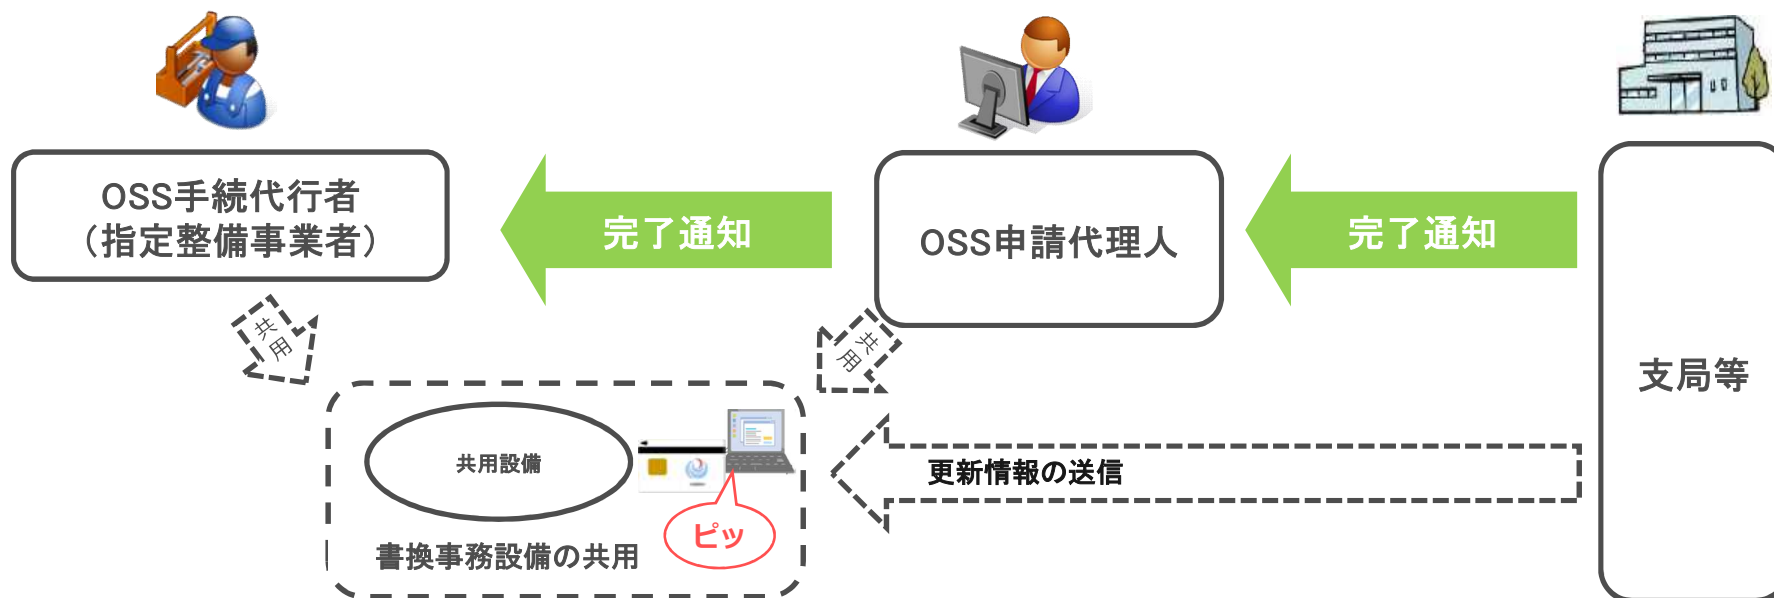 OSS手続代行者
（指定整備事業者）
完了通知
OSS申請代理人
完了通知
共用
共用
支局等
共用設備
更新情報の送信
ピッ
書換事務設備の共用